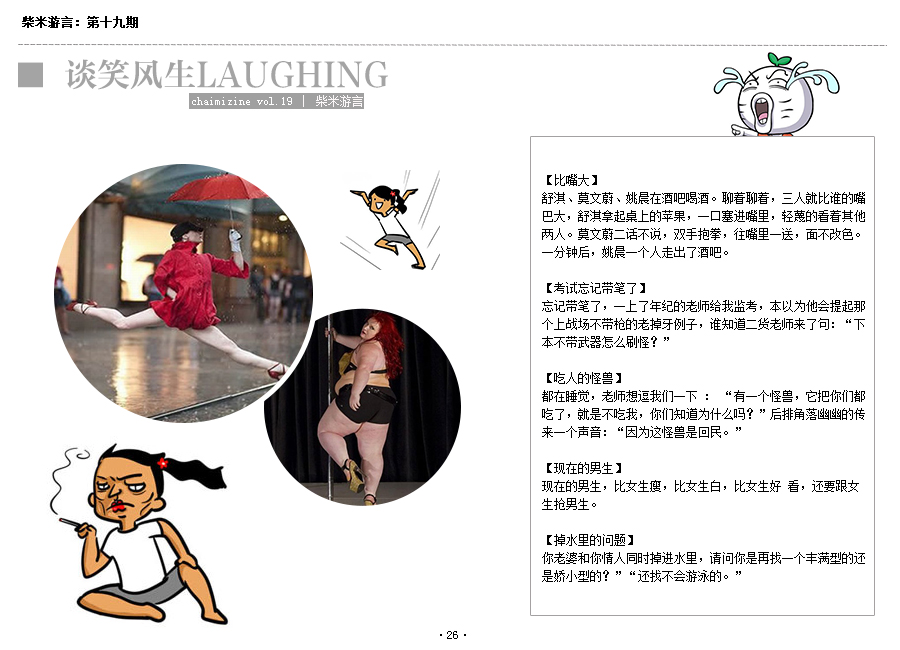 柴米游言：第十九期
谈笑风生LAUGHING
chaimizine vol.19 | 柴米游言
【比嘴大】
舒淇、莫文蔚、姚晨在酒吧喝酒。聊着聊着，三人就比谁的嘴
巴大，舒淇拿起桌上的苹果，一口塞进嘴里，轻蔑的看着其他
两人。莫文蔚二话不说，双手抱拳，往嘴里一送，面不改色。
一分钟后，姚晨一个人走出了酒吧。
【考试忘记带笔了】
忘记带笔了，一上了年纪的老师给我监考，本以为他会提起那
个上战场不带枪的老掉牙例子，谁知道二货老师来了句：“下
本不带武器怎么刷怪？”
【吃人的怪兽】
都在睡觉，老师想逗我们一下 ： “有一个怪兽，它把你们都
吃了，就是不吃我，你们知道为什么吗？”后排角落幽幽的传
来一个声音：“因为这怪兽是回民。”
【现在的男生】
现在的男生，比女生瘦，比女生白，比女生好 看，还要跟女
生抢男生。
【掉水里的问题】
你老婆和你情人同时掉进水里，请问你是再找一个丰满型的还
是娇小型的？”“还找不会游泳的。”
·26·